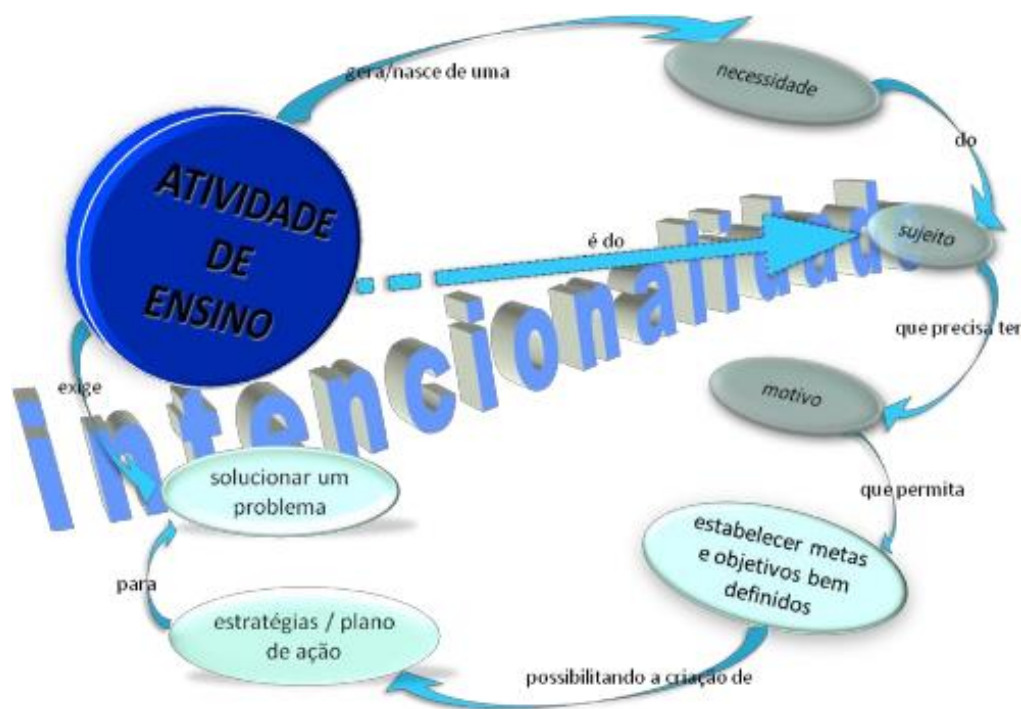 gera/nasce de uma
necessidade
do
ATIVIDADE
DE
ENSINO
é do
sujeito
intencionalidade
que precisa ter
exige
motivo
solucionar um
problema
que permita
estabelecer metas
e objetivos bem
definidos
para
estratégias / plano
de ação
possibilitando a criação de